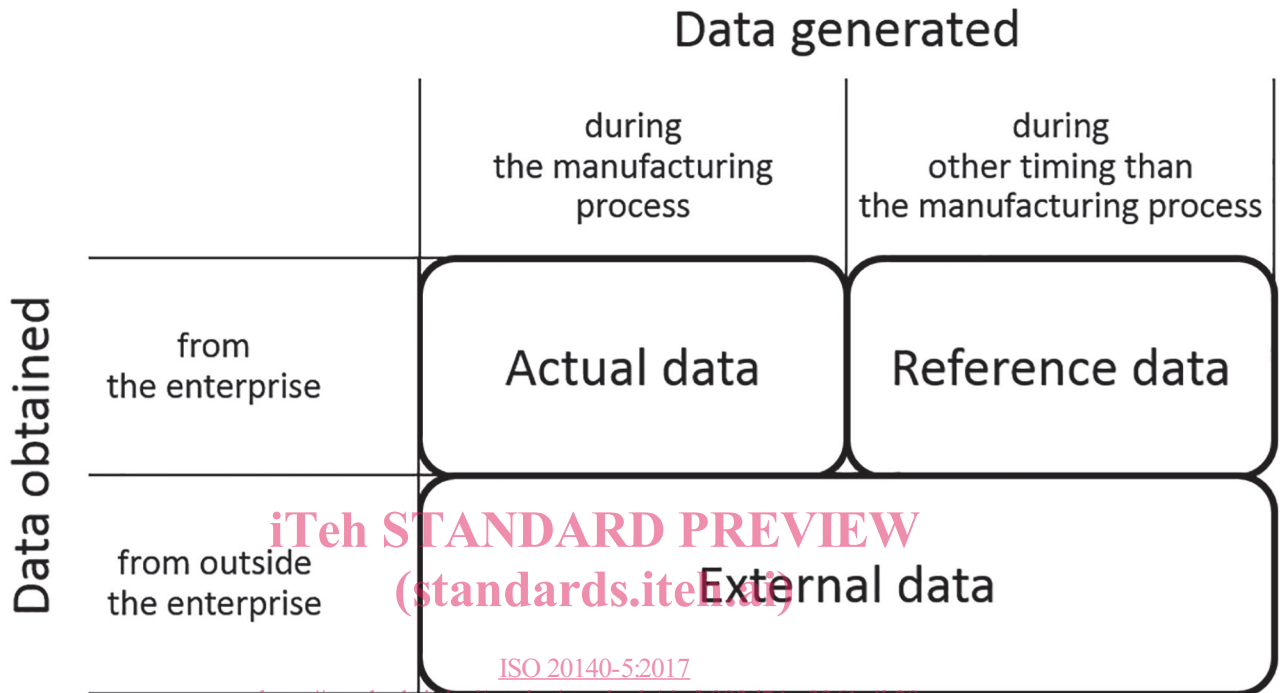 Data generated
during
the manufacturing
process
during
other timing than
the manufacturing process
Data obtained
from
the enterprise
Actual data
Reference data
from outside
the enterprise
External data
iTeh STANDARD PREVIEW
(standards.iteh.ai)
ISO 20140-5:2017